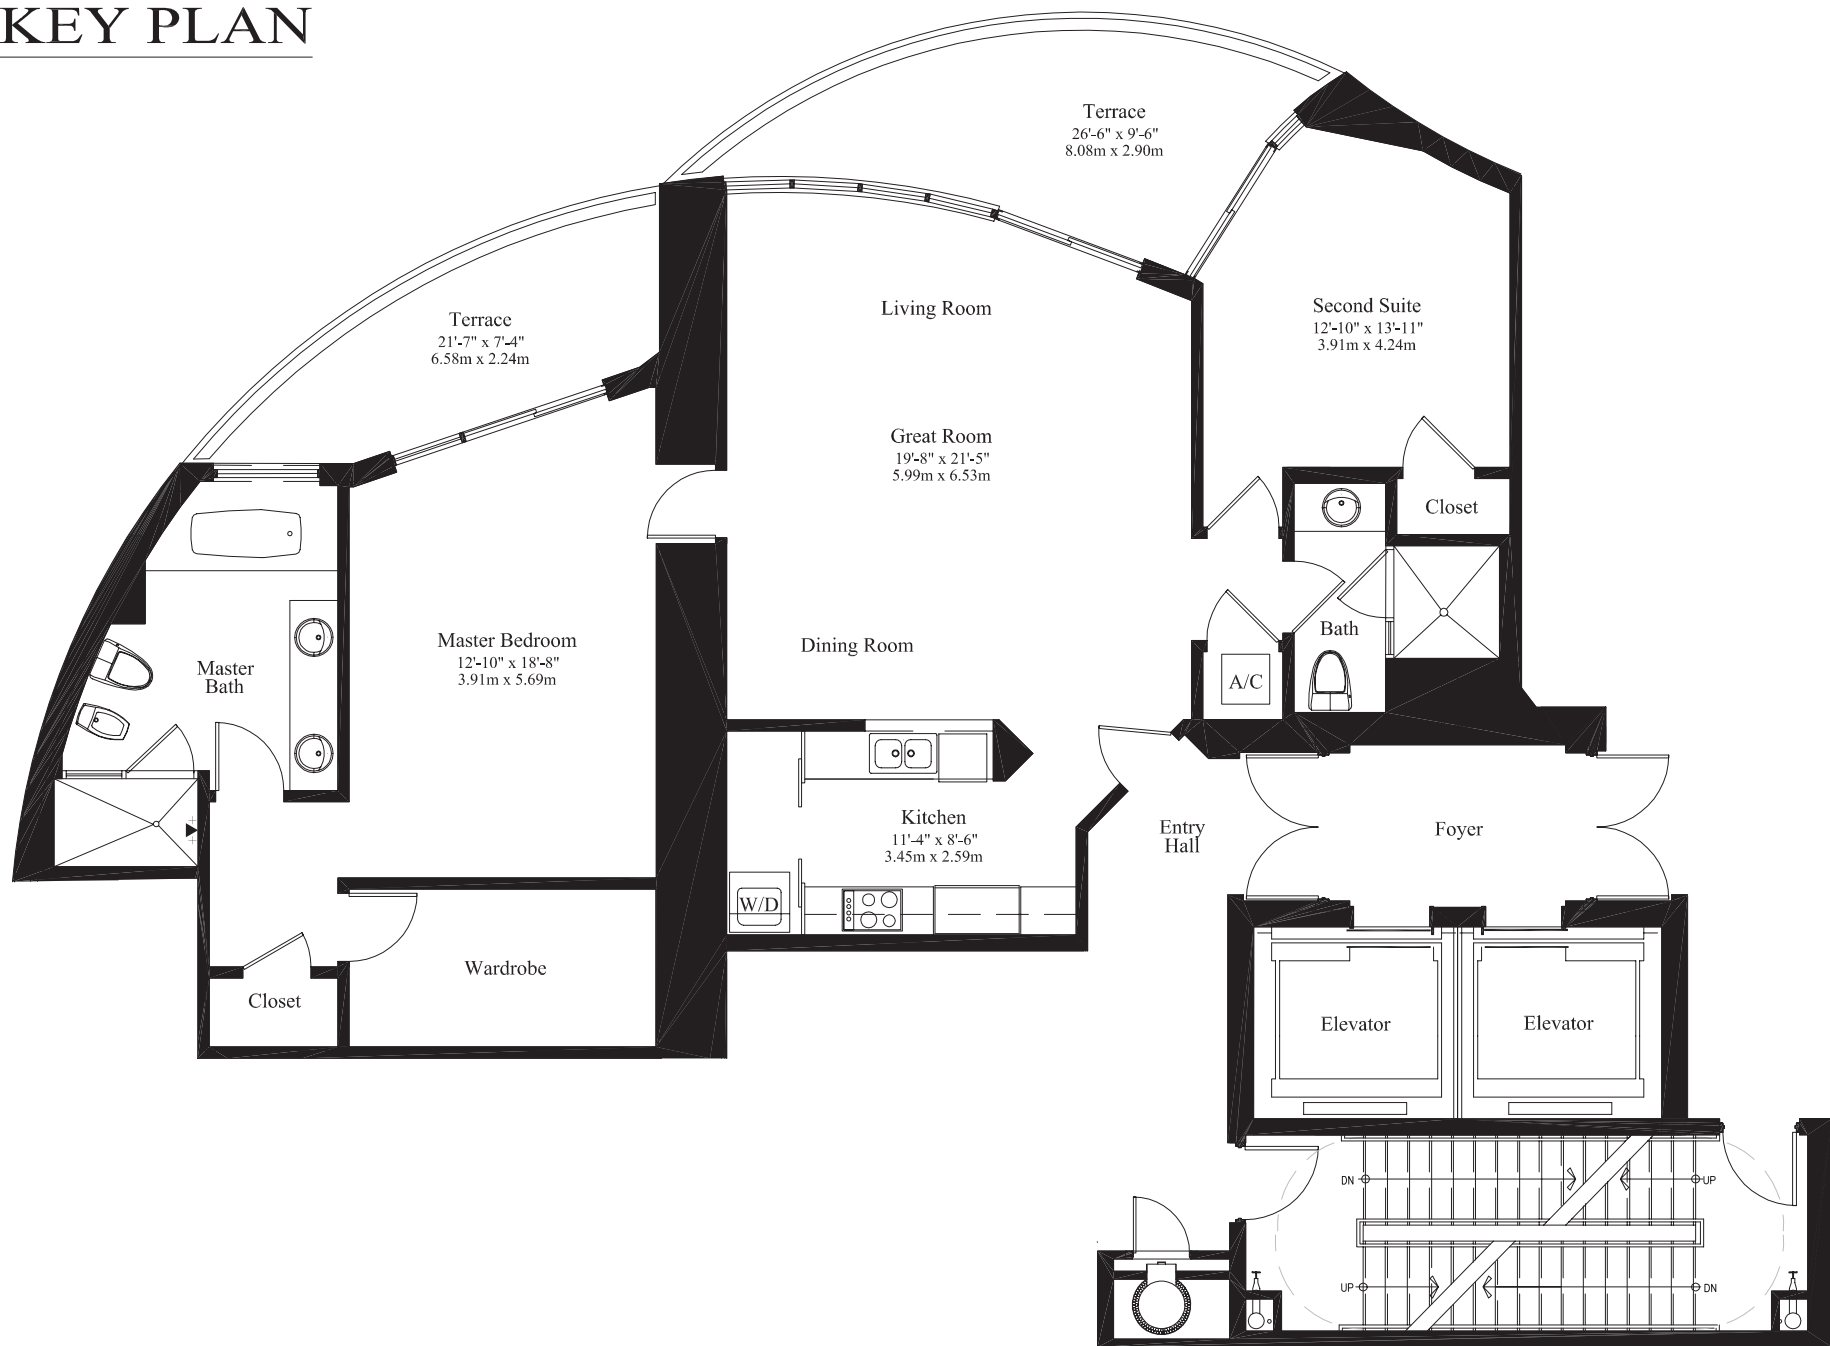 KEY PLAN
Terrace
26'-6" x 9'-6"
8.08m x 2.90m
Terrace
21'-7" x 7'-4"
6.58m x 2.24m
Living Room
Second Suite
12'-10" x 13'-11"
3.91m x 4.24m
Great Room
19'-8" x 21'-5"
5.99m x 6.53m
Closet
Master Bedroom
12'-10" x 18'-8"
3.91m x 5.69m
Dining Room
Bath
Master
Bath
A/C
Kitchen
11'-4" x 8'-6"
3.45m x 2.59m
Entry
Hall
Foyer
W/D
Wardrobe
Closet
Elevator
Elevator
DN
UP
UP
DN